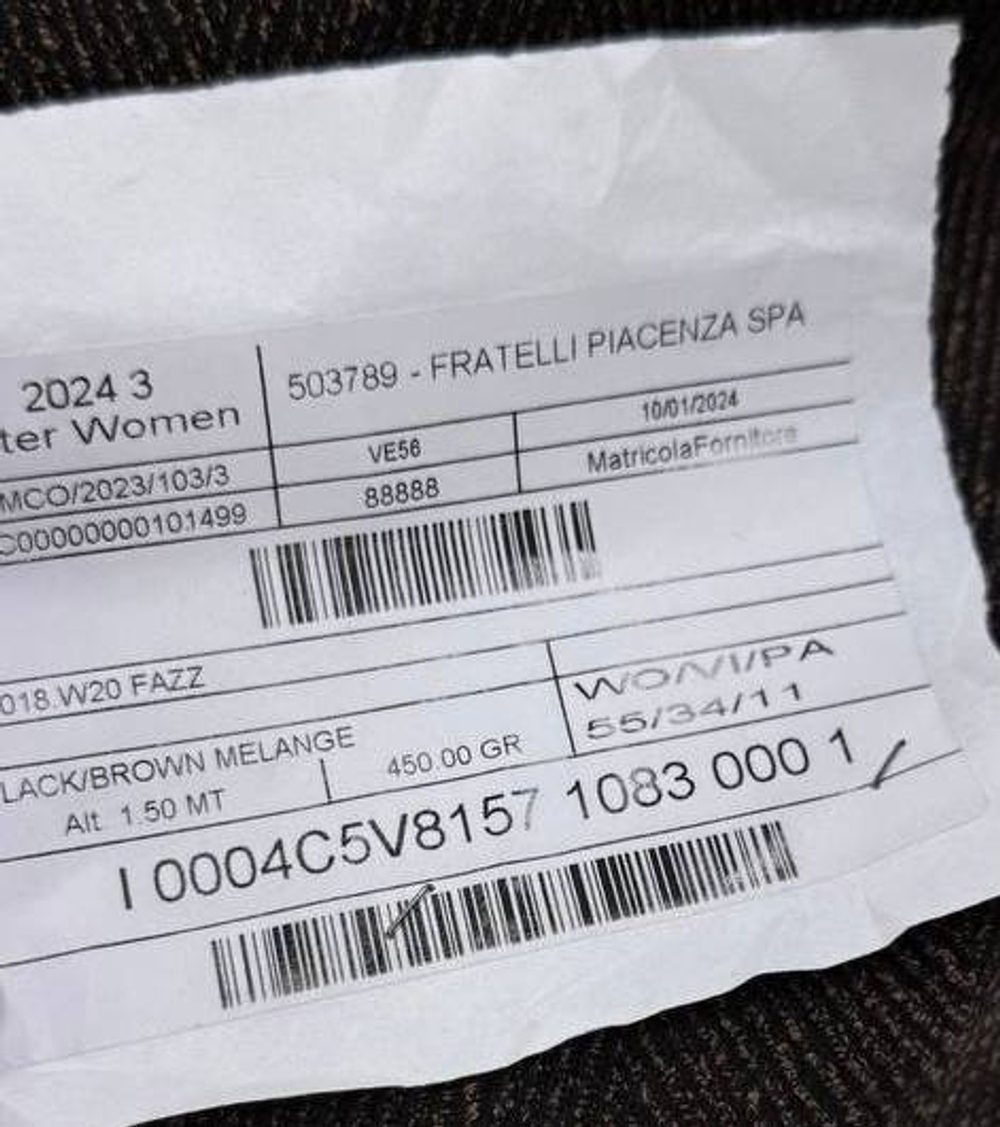 2024 3
ter Women
503789 - FRATELLI PIACENZA SPA
MCO/2023/103/3
VE56
10/01/2024
C00000000101499
88888
MatricolaFornitore
018.W20 FAZZ
WO/VI/PA
55/34/11
LACK/BROWN MELANGE
Alt 1.50 MT
450.00 GR
I 0004C5V8157 1083 000 1